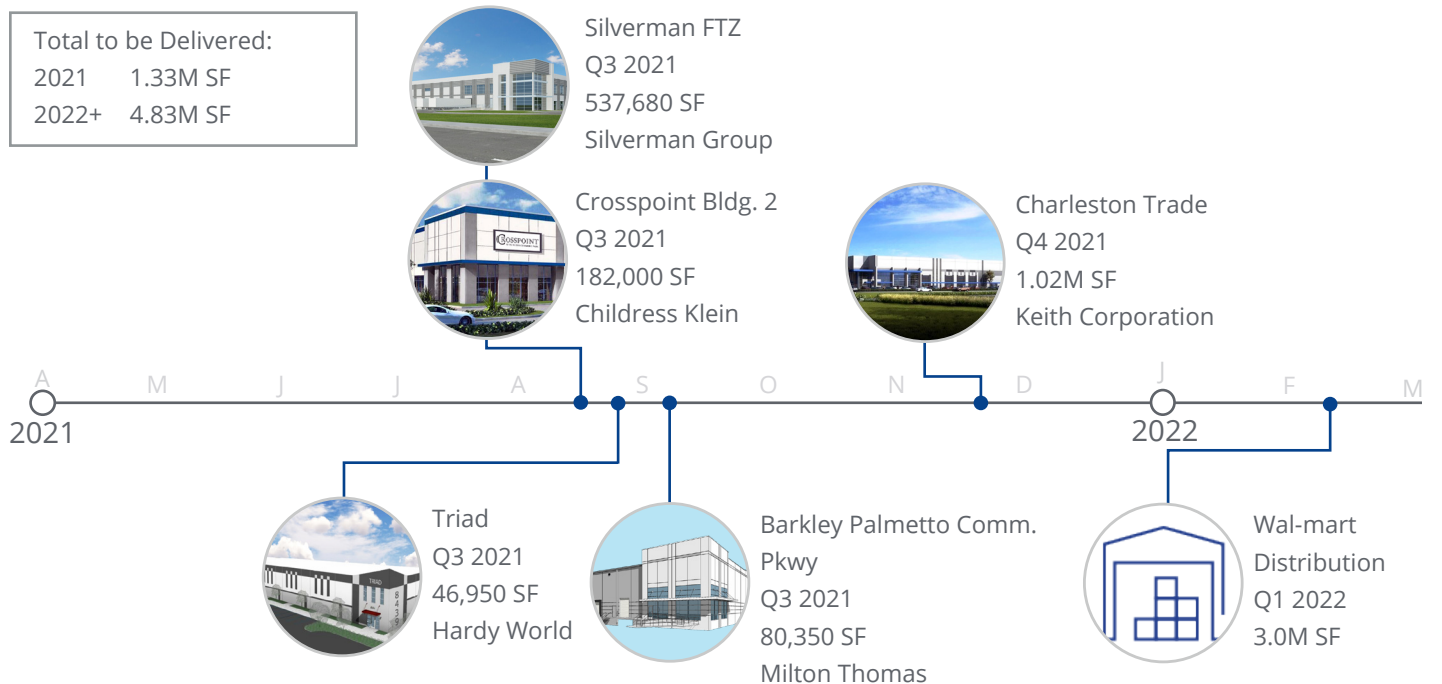 Total to be Delivered:
2021 1.33M SF
2022+ 4.83M SF
Silverman FTZ
Q3 2021
537,680 SF
Silverman Group
CROSSPOINT
Crosspoint Bldg. 2
Q3 2021
182,000 SF
Childress Klein
Charleston Trade
Q4 2021
1.02M SF
Keith Corporation
A M J J A S O N D J F M
2021
2022
TRIAD
8439
Triad
Q3 2021
46,950 SF
Hardy World
Barkley Palmetto Comm.
Pkwy
Q3 2021
80,350 SF
Milton Thomas
Wal-mart
Distribution
Q1 2022
3.0M SF